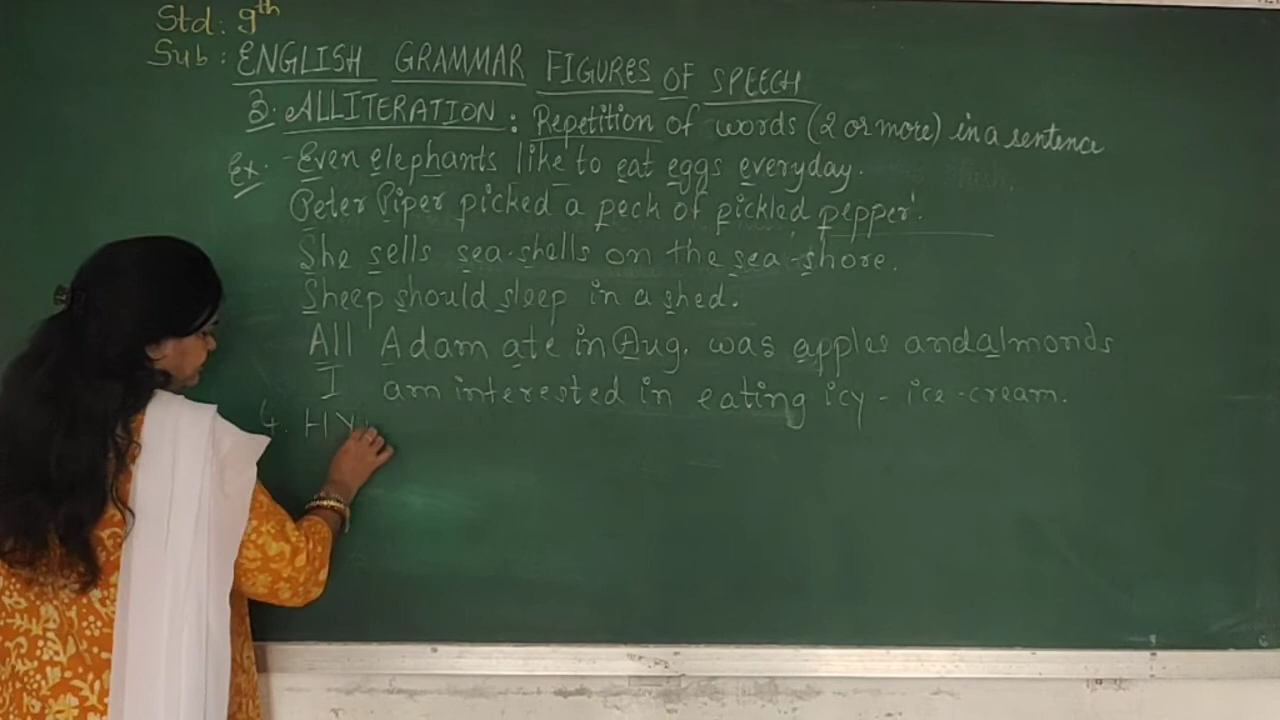 Std: 9th
Sub: ENGLISH GRAMMAR FIGURES OF SPEECH
3. ALLITERATION: Repetition of words (2 or more) in a sentence
Ex. - Even elephants like to eat eggs everyday.
Peter Piper picked a peck of pickled pepper'.
She sells sea-shells on the sea-shore.
Sheep should sleep in a shed.
All Adam ate in Aug. was apples and almonds
I am interested in eating icy - ice-cream.
4. HY